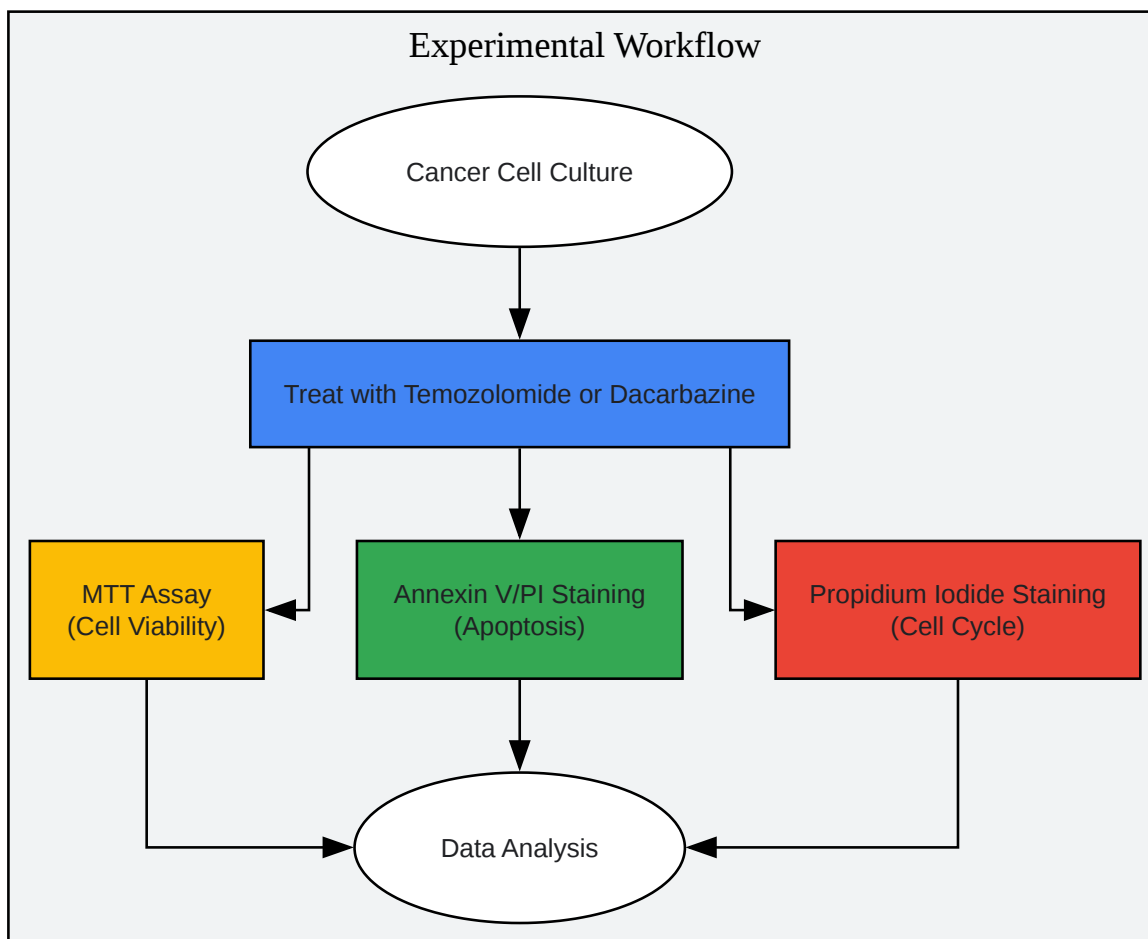 Experimental Workflow
Cancer Cell Culture
Treat with Temozolomide or Dacarbazine
MTT Assay
(Cell Viability)
Annexin V/PI Staining
(Apoptosis)
Propidium Iodide Staining
(Cell Cycle)
Data Analysis